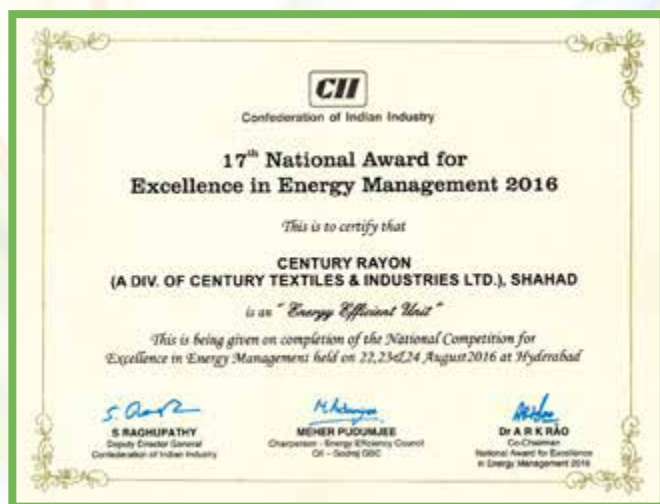 CII
Confederation of Indian Industry
17th National Award for
Excellence in Energy Management 2016
This is to certify that
CENTURY RAYON
(A DIV. OF CENTURY TEXTILES & INDUSTRIES LTD.), SHAHAD
is an "Energy Efficient Unit"
This is being given on completion of the National Competition for
Excellence in Energy Management held on 22,23&24 August2016 at Hyderabad
S RAGHUPATHY
Deputy Director General
Confederation of Indian Industry
MEHER PUDUMJEE
Chairperson - Energy Efficiency Council
CII - Godrej GBC
Dr A R K RAO
Co-Chairman
National Award for Excellence
in Energy Management 2016